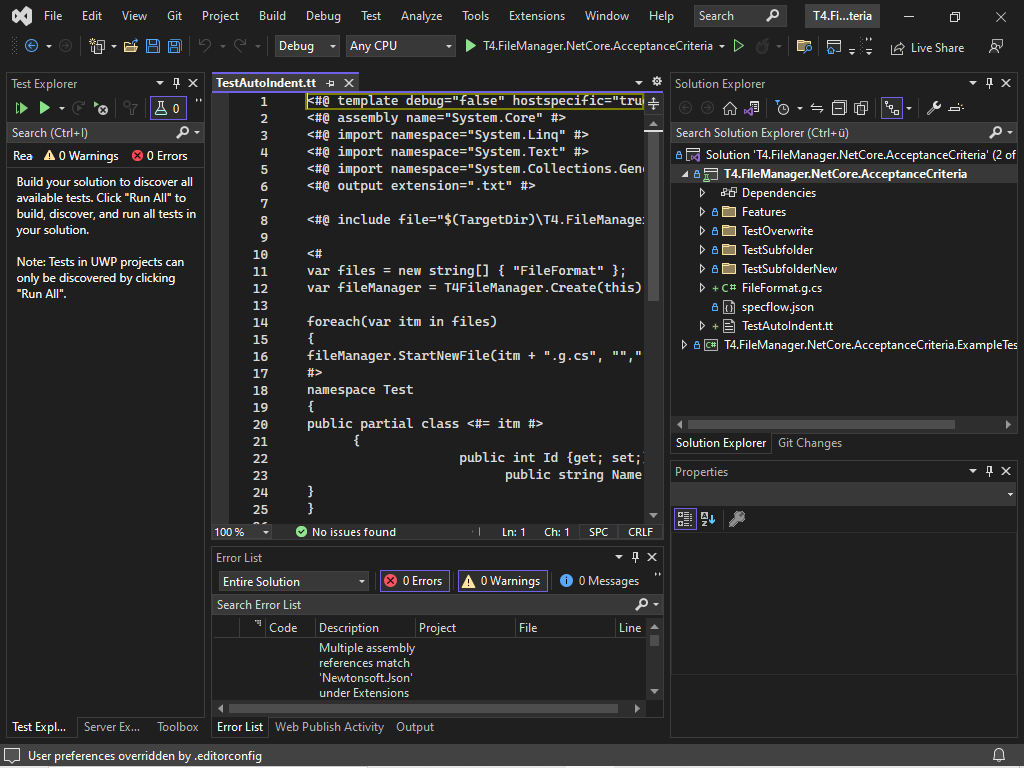 File Edit View Git Project Build Debug Test Analyze Tools Extensions Window Help Search T4.Fi...teria
Debug Any CPU T4.FileManager.NetCore.AcceptanceCriteria Live Share
Test Explorer
0
Search (Ctrl+I)
Rea 0 Warnings 0 Errors
Build your solution to discover all
available tests. Click "Run All" to
build, discover, and run all tests in
your solution.
Note: Tests in UWP projects can
only be discovered by clicking
"Run All".
Test Expl... Server Ex... Toolbox
TestAutoIndent.tt
1 <#@ template debug="false" hostspecific="tru
2 <#@ assembly name="System.Core" #>
3 <#@ import namespace="System.Linq" #>
4 <#@ import namespace="System.Text" #>
5 <#@ import namespace="System.Collections.Gen
6 <#@ output extension=".txt" #>
7
8 <#@ include file="$(TargetDir)\T4.FileManage
9
10 <#
11 var files = new string[] { "FileFormat" };
12 var fileManager = T4FileManager.Create(this)
13
14 foreach(var itm in files)
15 {
16 fileManager.StartNewFile(itm + ".g.cs", "","
17 #>
18 namespace Test
19 {
20 public partial class <#= itm #>
21 {
22 public int Id {get; set;}
23 public string Name
24 }
25 }
100 % No issues found Ln: 1 Ch: 1 SPC CRLF
Error List
Entire Solution 0 Errors 0 Warnings 0 Messages
Search Error List
Code Description Project File Line
Multiple assembly
references match
'Newtonsoft.Json'
under Extensions
Error List Web Publish Activity Output
Solution Explorer
Search Solution Explorer (Ctrl+ü)
Solution 'T4.FileManager.NetCore.AcceptanceCriteria' (2 of
T4.FileManager.NetCore.AcceptanceCriteria
Dependencies
Features
TestOverwrite
TestSubfolder
TestSubfolderNew
C# FileFormat.g.cs
specflow.json
TestAutoIndent.tt
C# T4.FileManager.NetCore.AcceptanceCriteria.ExampleTes
Solution Explorer Git Changes
Properties
User preferences overridden by .editorconfig